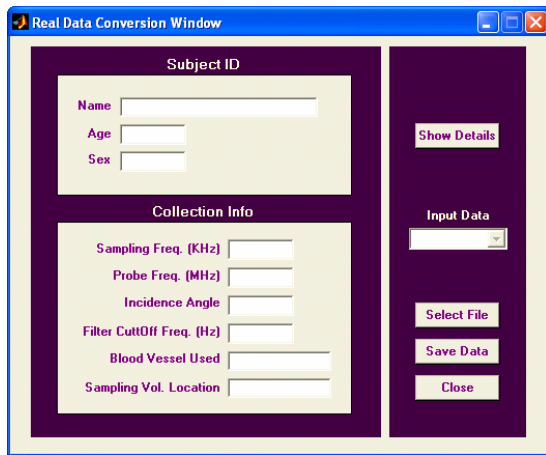 Real Data Conversion Window
Subject ID
Name
Age
Sex
Collection Info
Sampling Freq. (KHz)
Probe Freq. (MHz)
Incidence Angle
Filter CuttOff Freq. (Hz)
Blood Vessel Used
Sampling Vol. Location
Show Details
Input Data
Select File
Save Data
Close